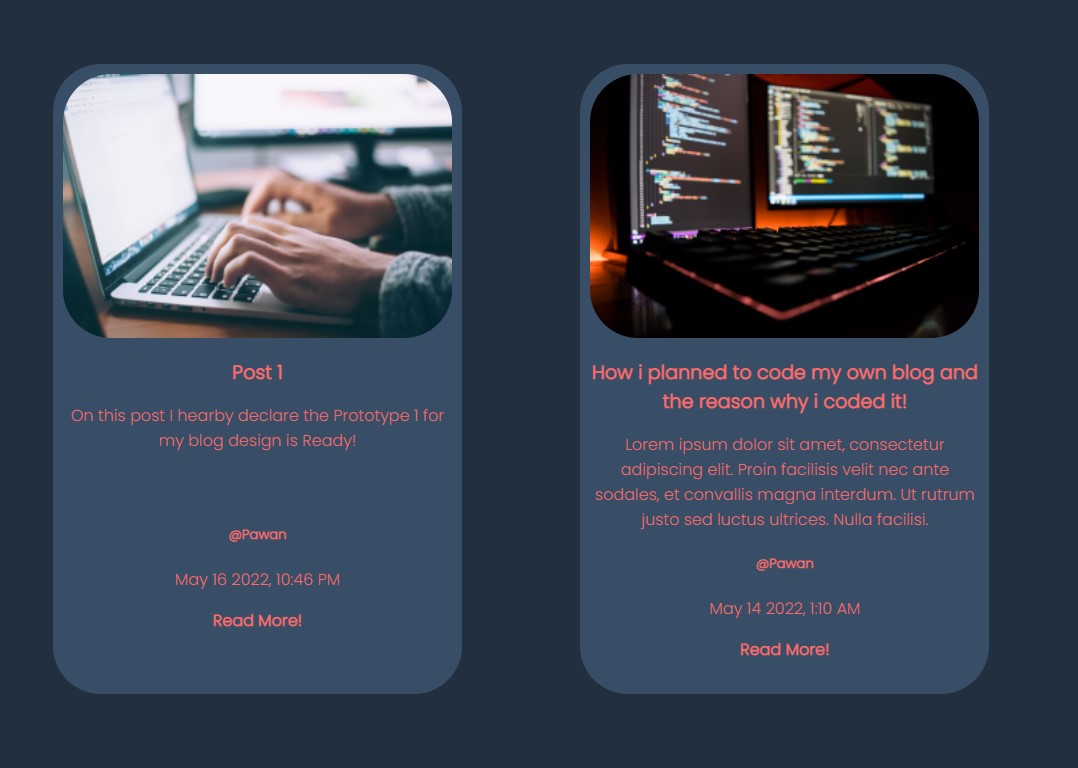 Post 1
On this post I hearby declare the Prototype 1 for
my blog design is Ready!
@Pawan
May 16 2022, 10:46 PM
Read More!
How i planned to code my own blog and
the reason why i coded it!
Lorem ipsum dolor sit amet, consectetur
adipiscing elit. Proin facilisis velit nec ante
sodales, et convallis magna interdum. Ut rutrum
justo sed luctus ultrices. Nulla facilisi.
@Pawan
May 14 2022, 1:10 AM
Read More!